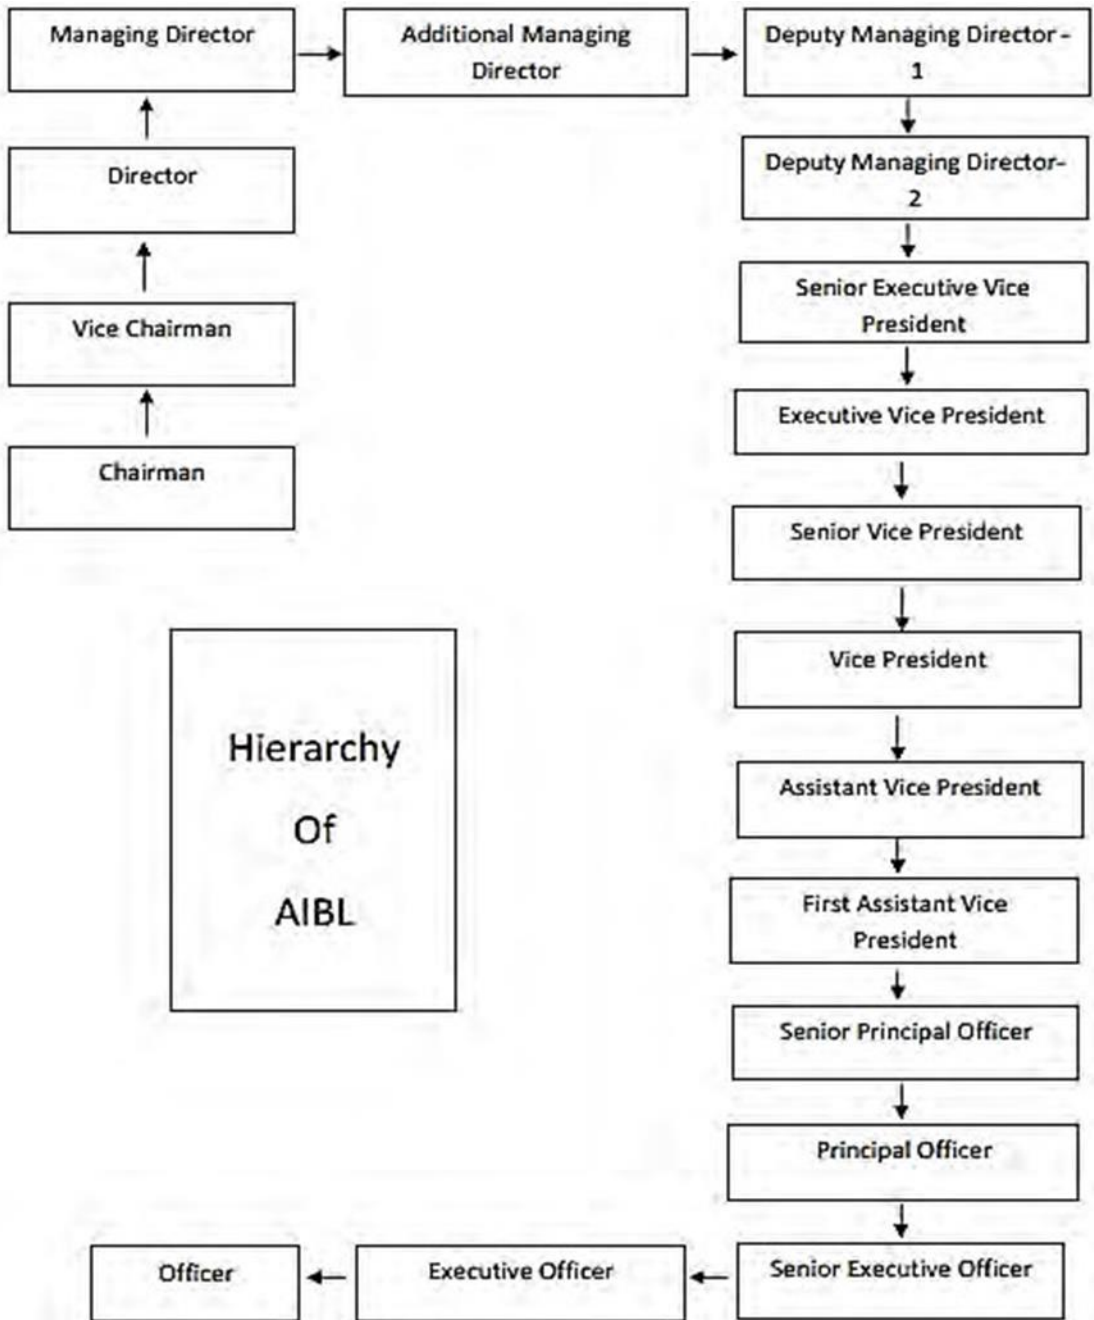 Managing Director
Additional Managing
Director
Deputy Managing Director -
1
Director
Deputy Managing Director-
2
Vice Chairman
Senior Executive Vice
President
Chairman
Executive Vice President
Senior Vice President
Vice President
Hierarchy
Of
AIBL
Assistant Vice President
First Assistant Vice
President
Senior Principal Officer
Principal Officer
Senior Executive Officer
Executive Officer
Officer